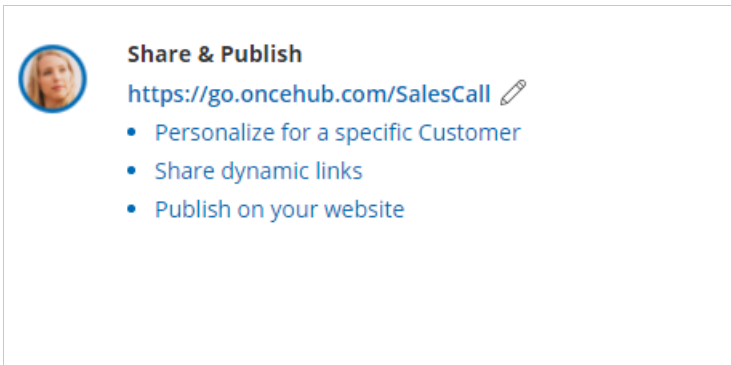 Share & Publish
https://go.oncehub.com/SalesCall
Personalize for a specific Customer
Share dynamic links
Publish on your website